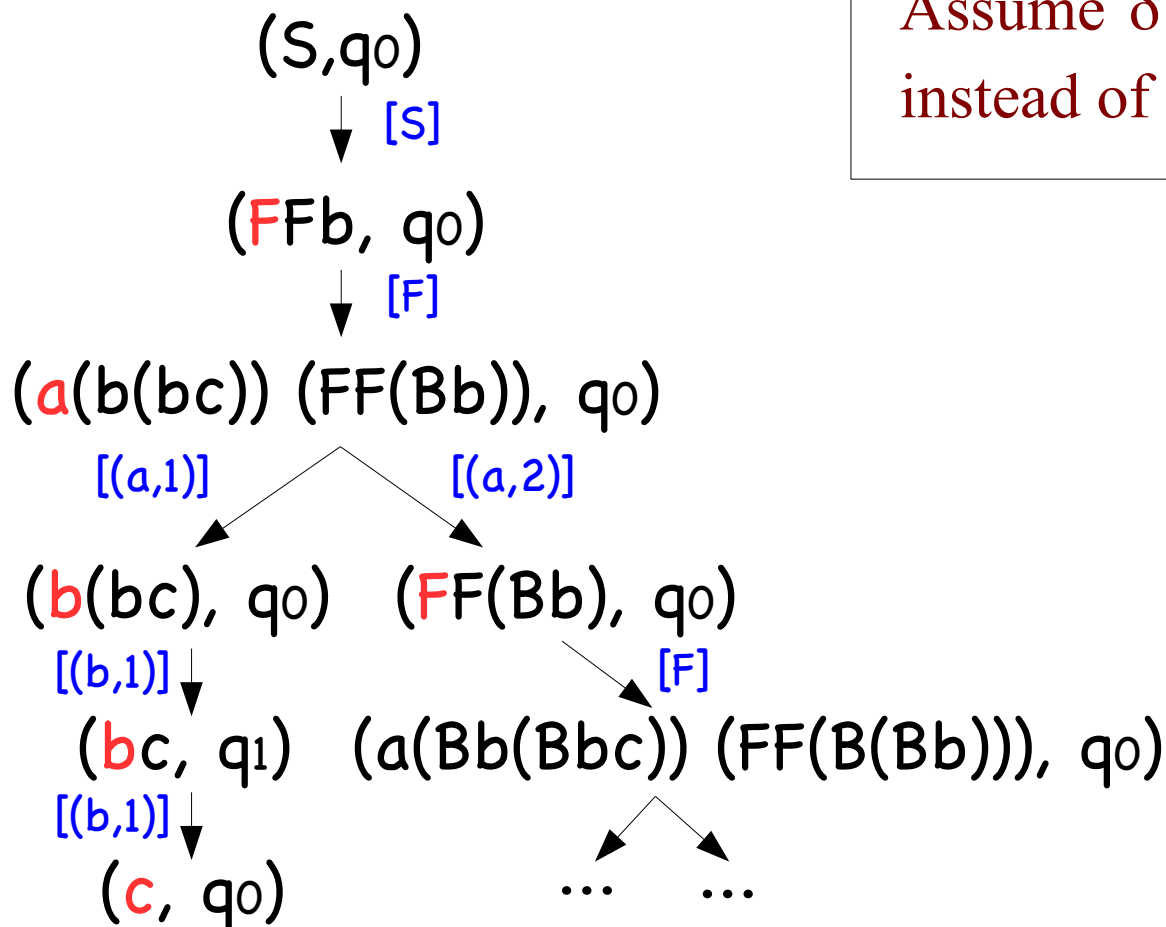 (S,q0)
Assume δ
instead of
[S]
(FFb, q0)
[F]
(a(b(bc)) (FF(Bb)), q0)
[(a,1)] [(a,2)]
(b(bc), q0) (FF(Bb), q0)
[(b,1)] [F]
(bc, q1) (a(Bb(Bbc)) (FF(B(Bb))), q0)
[(b,1)]
(c, q0) ... ...